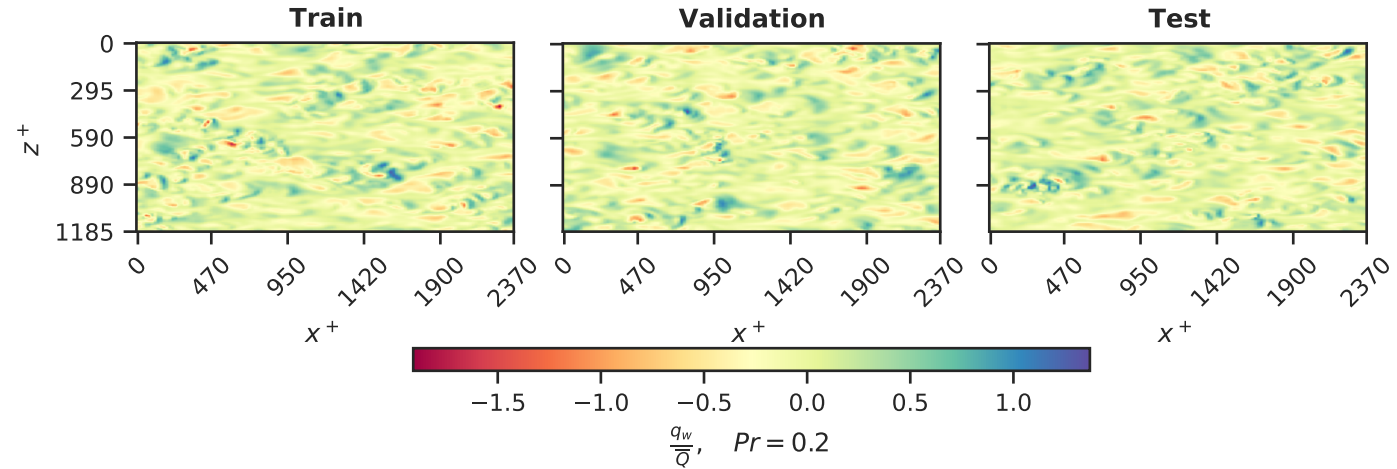 Train Validation Test
0
295
590
890
1185
z+
0 470 950 1420 1900 2370 0 470 950 1420 1900 2370 0 470 950 1420 1900 2370
x+ x+ x+
−1.5 −1.0 −0.5 0.0 0.5 1.0
q_w/Q̅, Pr = 0.2